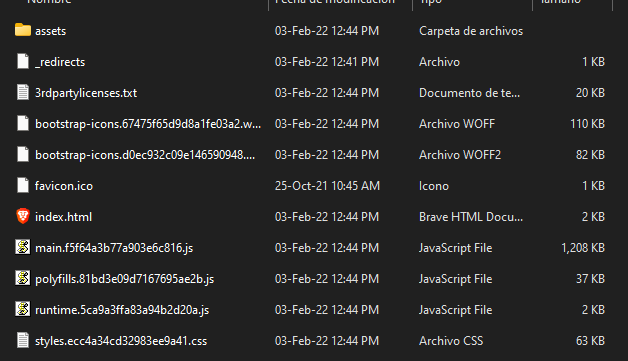 Nombre Fecha de modificación Tipo Tamaño
assets 03-Feb-22 12:44 PM Carpeta de archivos
_redirects 03-Feb-22 12:41 PM Archivo 1 KB
3rdpartylicenses.txt 03-Feb-22 12:44 PM Documento de te... 20 KB
bootstrap-icons.67475f65d9d8a1fe03a2.w... 03-Feb-22 12:44 PM Archivo WOFF 110 KB
bootstrap-icons.d0ec932c09e146590948.... 03-Feb-22 12:44 PM Archivo WOFF2 82 KB
favicon.ico 25-Oct-21 10:45 AM Icono 1 KB
index.html 03-Feb-22 12:44 PM Brave HTML Docu... 2 KB
main.f5f64a3b77a903e6c816.js 03-Feb-22 12:44 PM JavaScript File 1,208 KB
polyfills.81bd3e09d7167695ae2b.js 03-Feb-22 12:44 PM JavaScript File 37 KB
runtime.5ca9a3ffa83a94b2d20a.js 03-Feb-22 12:44 PM JavaScript File 2 KB
styles.ecc4a34cd32983ee9a41.css 03-Feb-22 12:44 PM Archivo CSS 63 KB